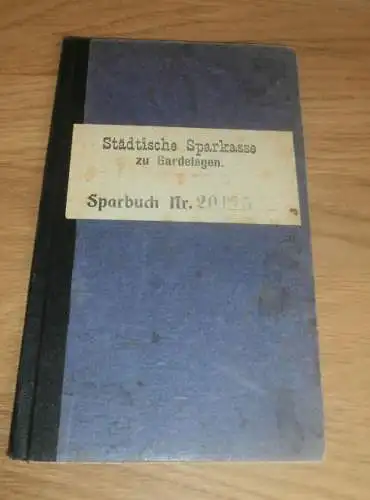 Städtische Sparkasse
zu Gardelegen.
Sparbuch Nr.